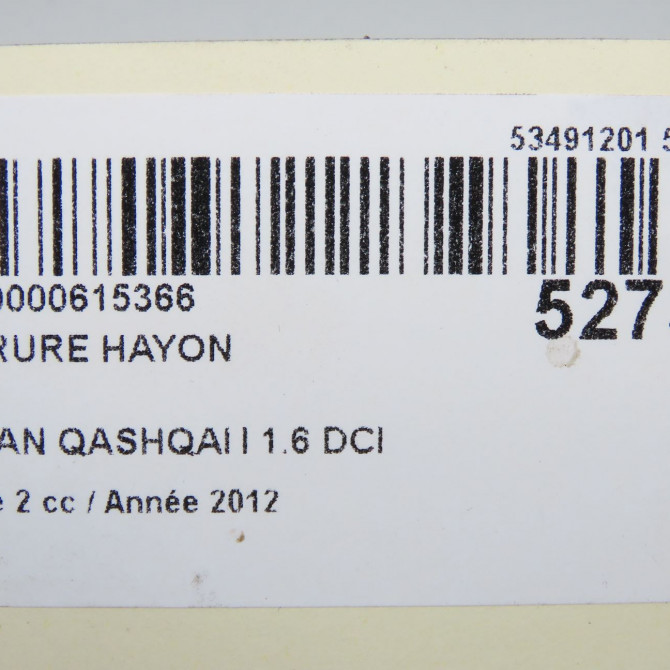 53491201 5
0000615366
527
RURE HAYON
AN QASHQAI I 1.6 DCI
e 2 cc / Année 2012